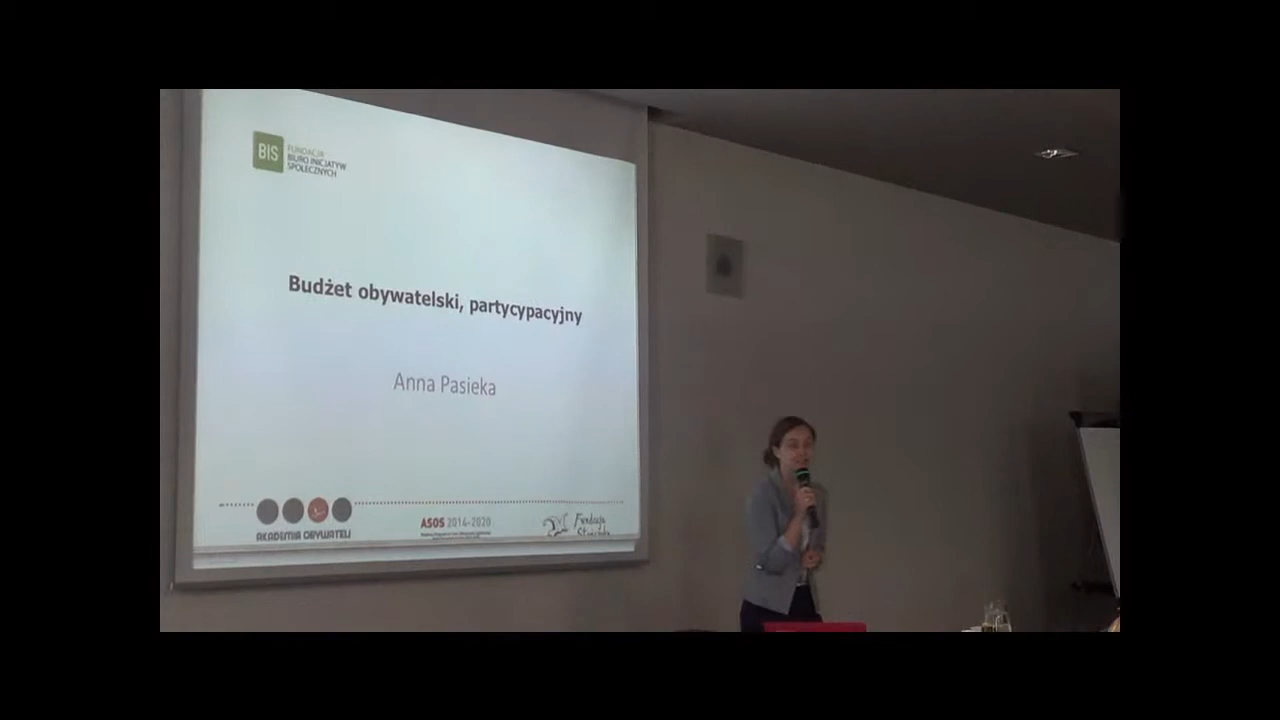 BIS
FUNDACJA
BIURO INICJATYW
SPOŁECZNYCH
Budżet obywatelski, partycypacyjny
Anna Pasieka
AKADEMIA OBYWATELI
ASOS 2014-2020
Fundacja